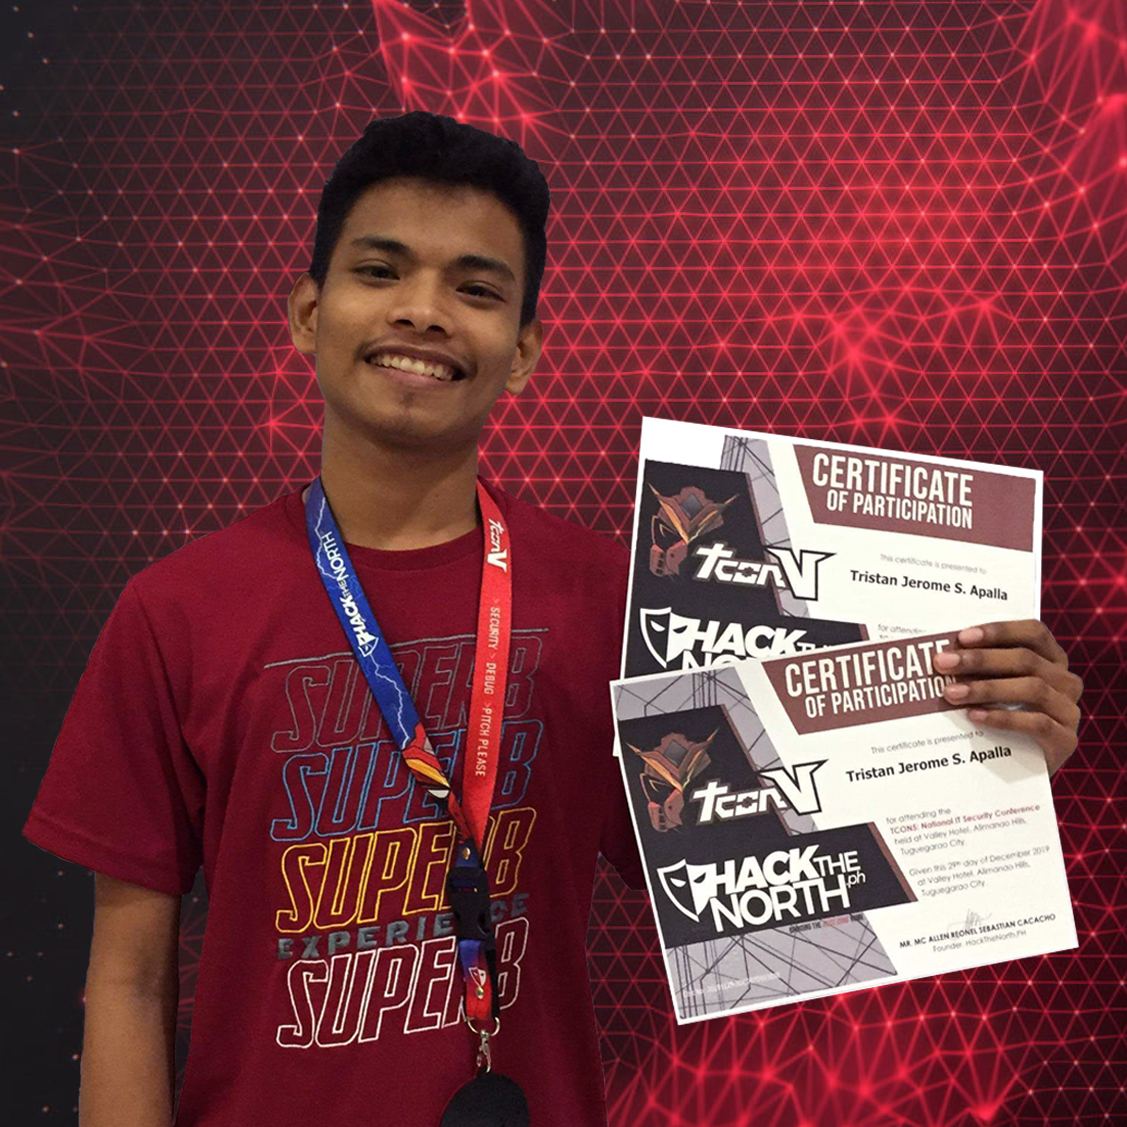 HACK THE NORTH
tconV
> SECURITY > DEBUG > PITCH PLEASE
SUPERB
SUPERB
SUPERB
EXPERIENCE
SUPERB
CERTIFICATE
OF PARTICIPATION
This certificate is presented to
Tristan Jerome S. Apalla
for attending
tconV
HACK THE
CERTIFICATE
OF PARTICIPATION
This certificate is presented to
Tristan Jerome S. Apalla
for attending the
TCON5: National IT Security Conference
held at Valley Hotel, Alimanao Hills,
Tuguegarao City
Given this 29th day of December 2019
at Valley Hotel, Alimanao Hills,
Tuguegarao City
tconV
HACK THE
NORTH.ph
MR. MC ALLEN REONEL SEBASTIAN CACACHO
Founder, HackTheNorth.PH